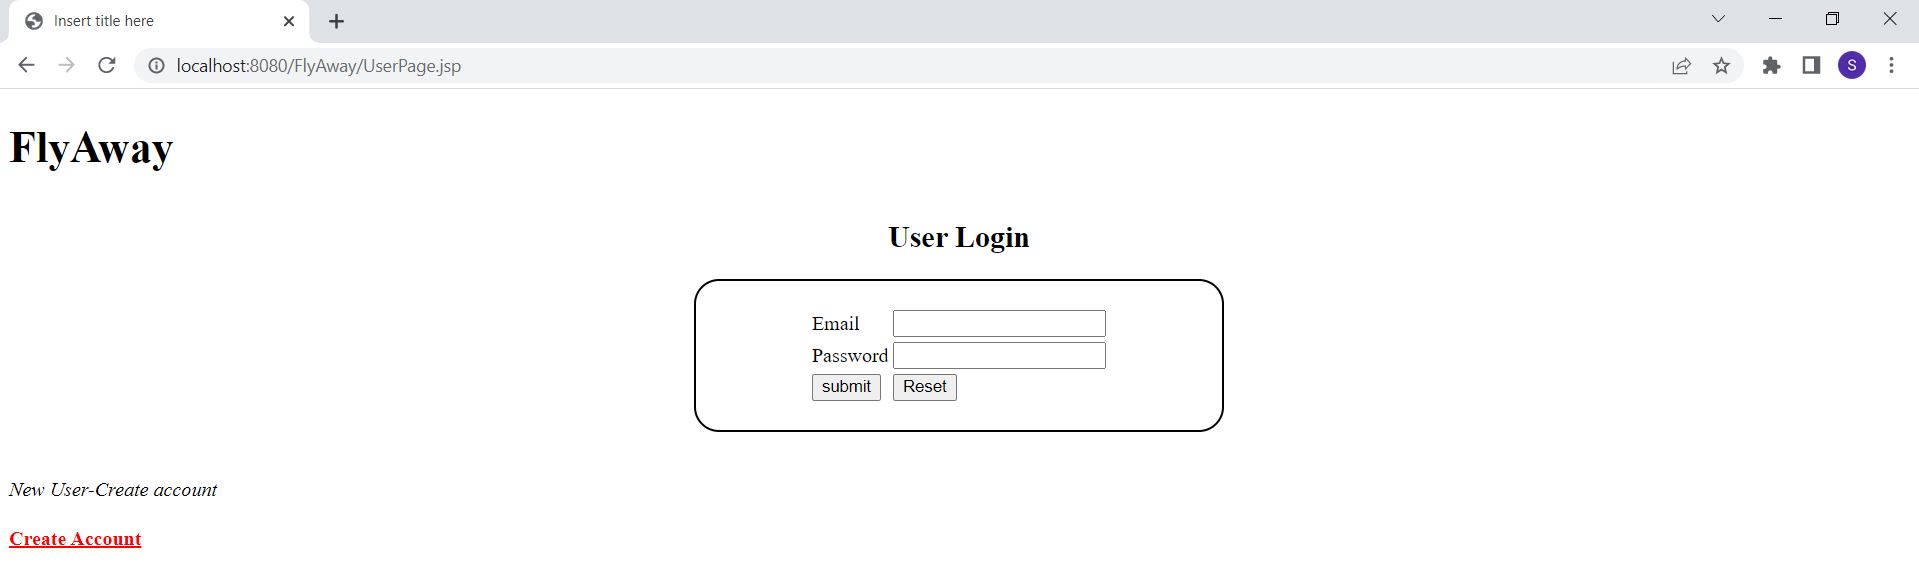 Insert title here
localhost:8080/FlyAway/UserPage.jsp
S
FlyAway
User Login
Email
Password
submit Reset
New User-Create account
Create Account